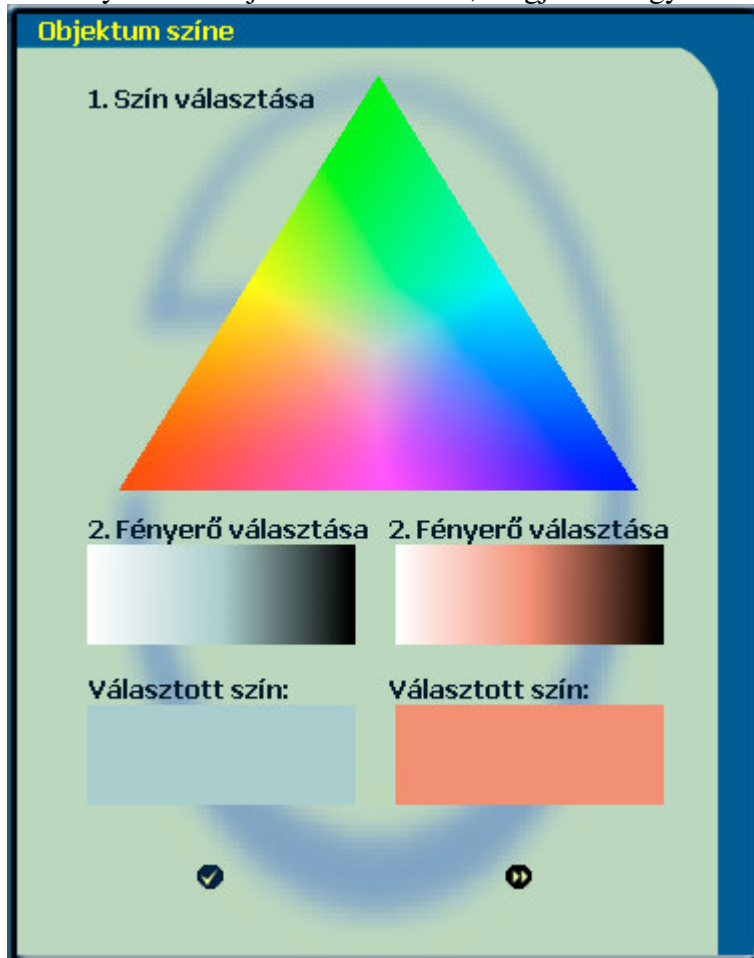 Objektum színe
1. Szín választása
2. Fényerő választása 2. Fényerő választása
Választott szín: Választott szín: